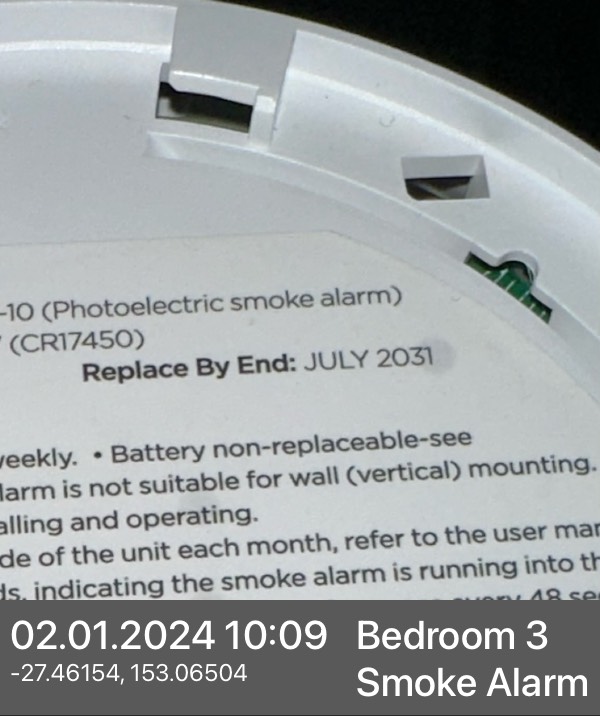 -10 (Photoelectric smoke alarm)
(CR17450)
Replace By End: JULY 2031
weekly. • Battery non-replaceable-see
larm is not suitable for wall (vertical) mounting.
alling and operating.
de of the unit each month, refer to the user man
ds, indicating the smoke alarm is running into th
every 48 se
02.01.2024 10:09
-27.46154, 153.06504
Bedroom 3
Smoke Alarm